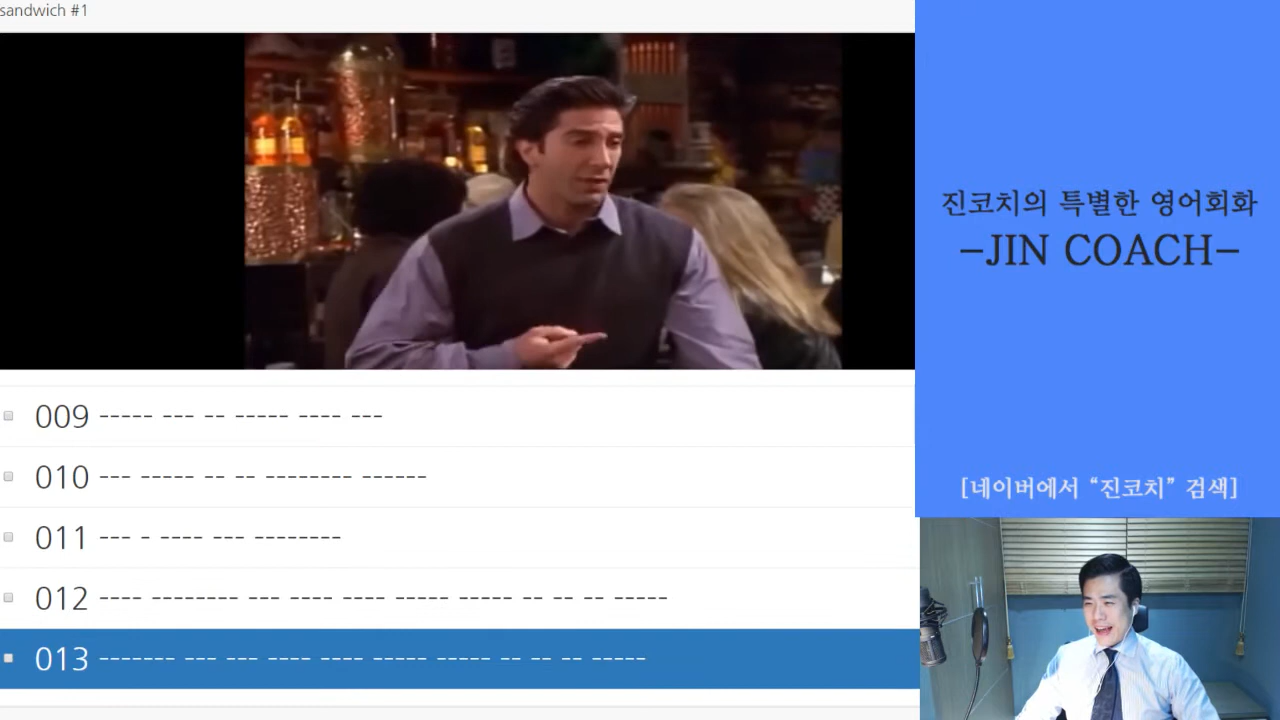 sandwich #1
009 ----- --- -- ----- ---- ---
010 --- ----- -- -- -------- ------
011 --- - ---- --- --------
012 ---- -------- --- ---- ---- ----- ----- -- -- -- -----
013 ------- --- --- ---- ---- ----- ----- -- -- -- -----
진코치의 특별한 영어회화
–JIN COACH–
[네이버에서 “진코치” 검색]